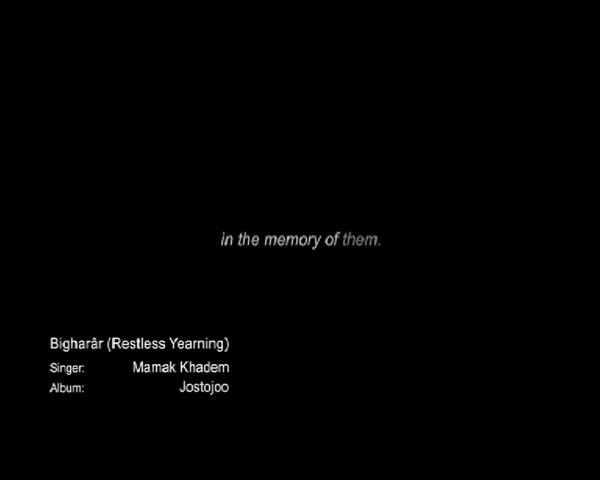 in the memory of them.
Bigharâr (Restless Yearning)
Singer: Mamak Khadem
Album: Jostojoo